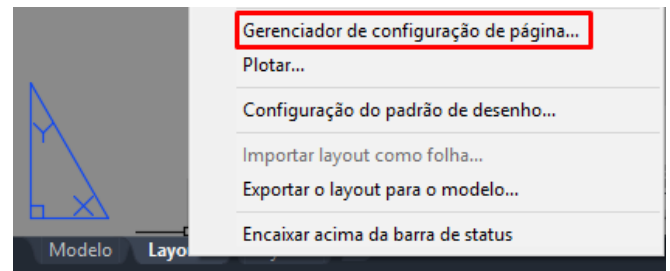 Gerenciador de configuração de página...
Plotar...
Configuração do padrão de desenho...
Importar layout como folha...
Exportar o layout para o modelo...
Encaixar acima da barra de status
Y
X
Modelo Layo